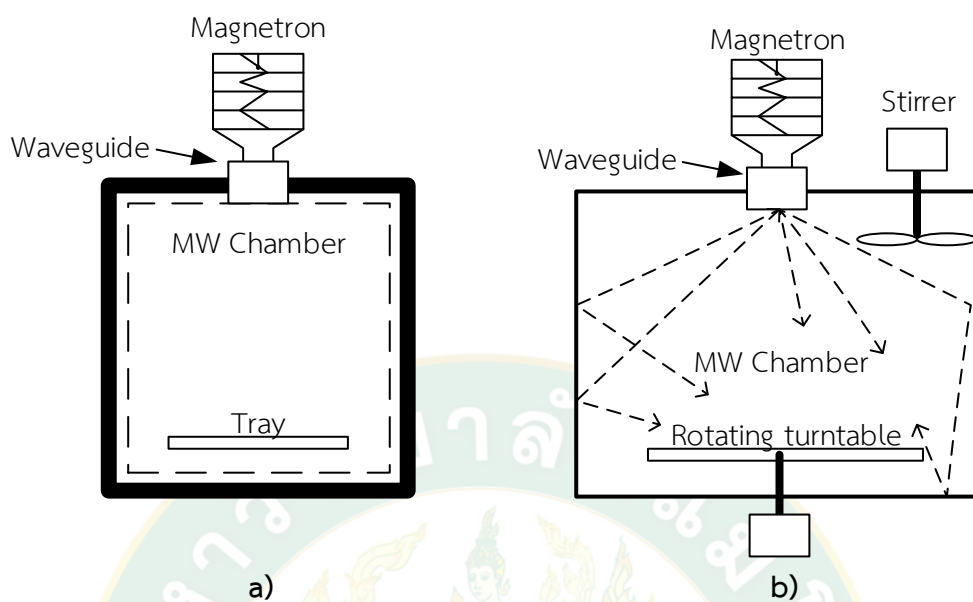 Magnetron
Waveguide
MW Chamber
Tray
a)
Magnetron
Stirrer
Waveguide
MW Chamber
Rotating turntable
b)